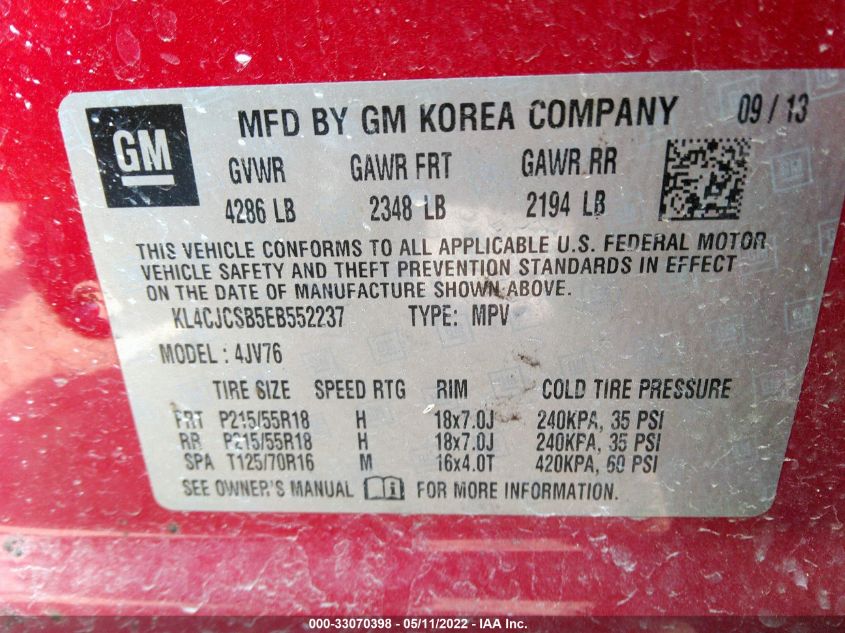 GM
MFD BY GM KOREA COMPANY 09 / 13
GVWR GAWR FRT GAWR RR
4286 LB 2348 LB 2194 LB
THIS VEHICLE CONFORMS TO ALL APPLICABLE U.S. FEDERAL MOTOR
VEHICLE SAFETY AND THEFT PREVENTION STANDARDS IN EFFECT
ON THE DATE OF MANUFACTURE SHOWN ABOVE.
KL4CJCSB5EB552237 TYPE: MPV
MODEL : 4JV76
TIRE SIZE SPEED RTG RIM COLD TIRE PRESSURE
FRT P215/55R18 H 18x7.0J 240KPA, 35 PSI
RR P215/55R18 H 18x7.0J 240KPA, 35 PSI
SPA T125/70R16 M 16x4.0T 420KPA, 60 PSI
SEE OWNER'S MANUAL FOR MORE INFORMATION.
000-33070398 - 05/11/2022 - IAA Inc.